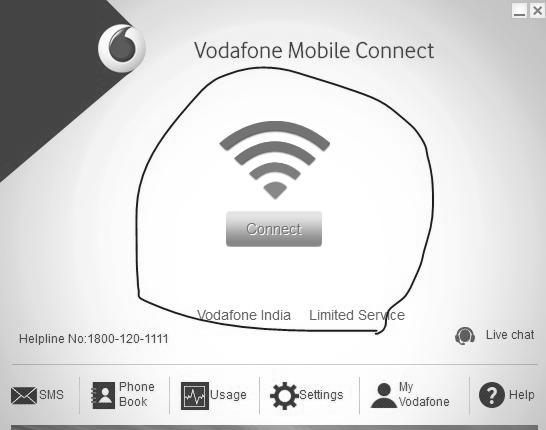 Vodafone Mobile Connect
Connect
Vodafone India Limited Service
Helpline No:1800-120-1111
Live chat
SMS
Phone
Book
Usage
Settings
My
Vodafone
Help